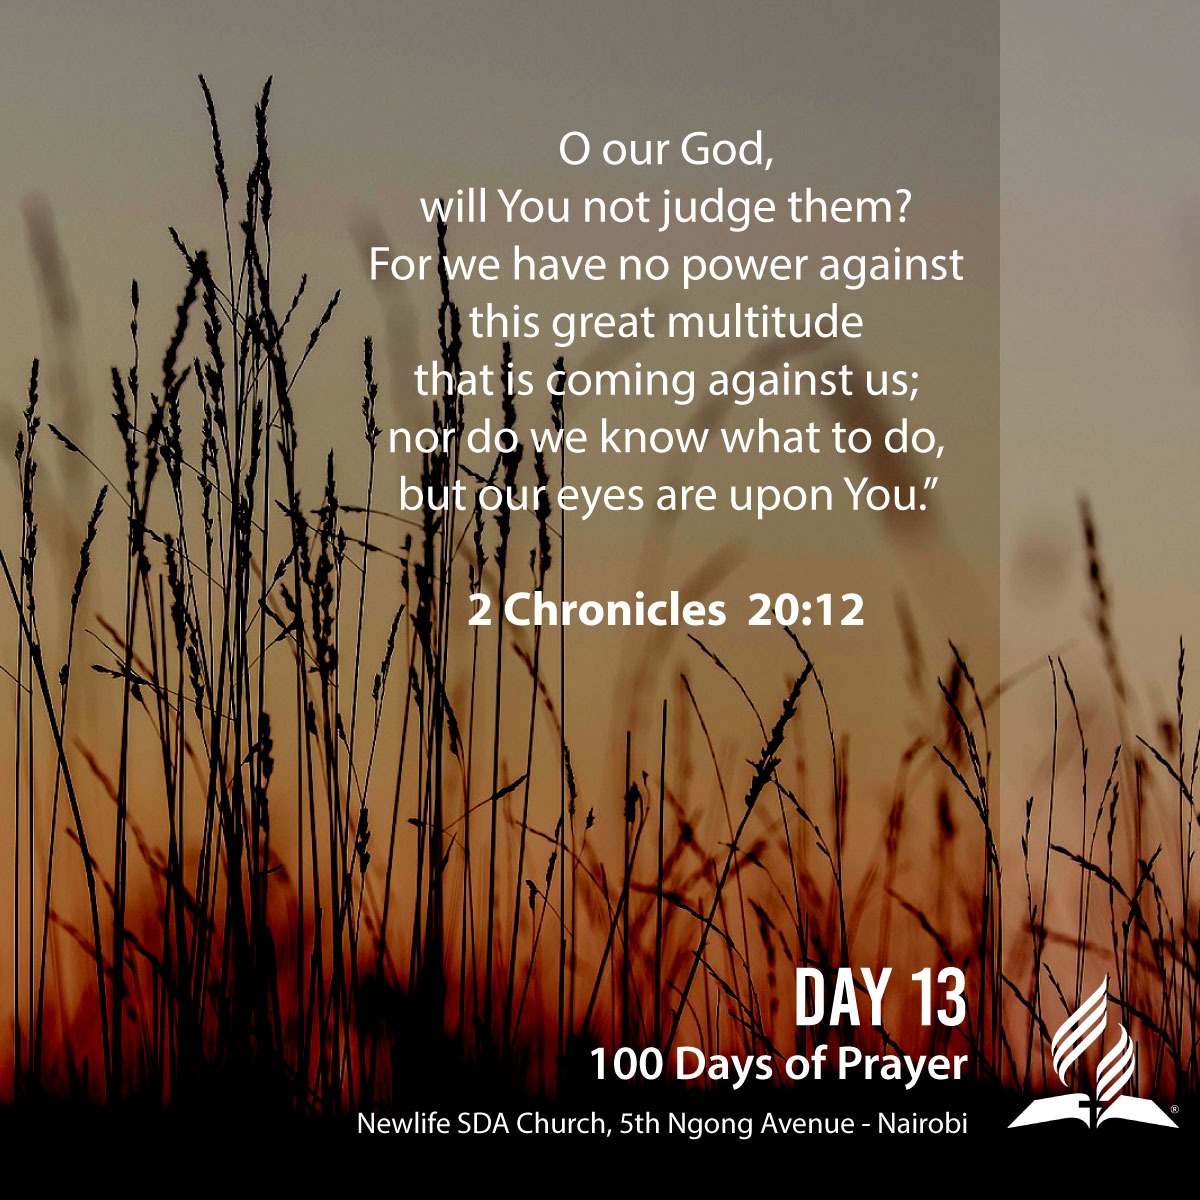 O our God,
will You not judge them?
For we have no power against
this great multitude
that is coming against us;
nor do we know what to do,
but our eyes are upon You.”
2 Chronicles  20:12
DAY 13
100 Days of Prayer
Newlife SDA Church, 5th Ngong Avenue - Nairobi
®